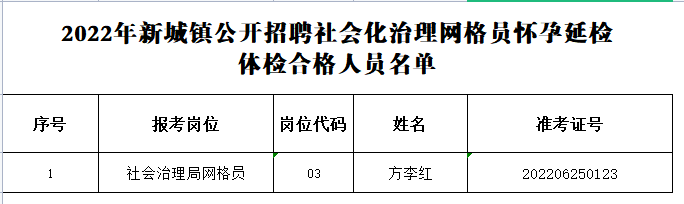 2022年新城镇公开招聘社会化治理网格员怀孕延检
体检合格人员名单
序号 报考岗位 岗位代码 姓名 准考证号
1 社会治理局网格员 03 方李红 202206250123